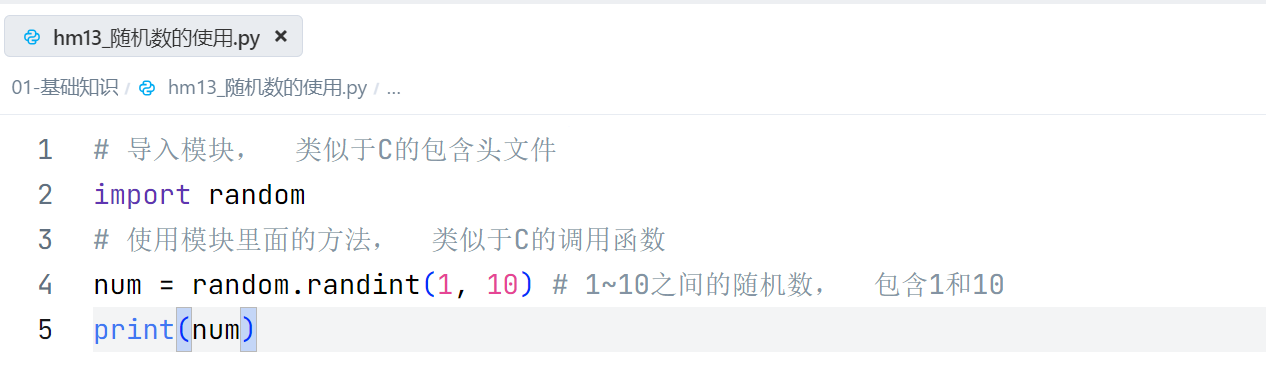 hm13_随机数的使用.py ×
01-基础知识 / hm13_随机数的使用.py / ...
1 # 导入模块， 类似于C的包含头文件
2 import random
3 # 使用模块里面的方法， 类似于C的调用函数
4 num = random.randint(1, 10) # 1~10之间的随机数， 包含1和10
5 print(num)